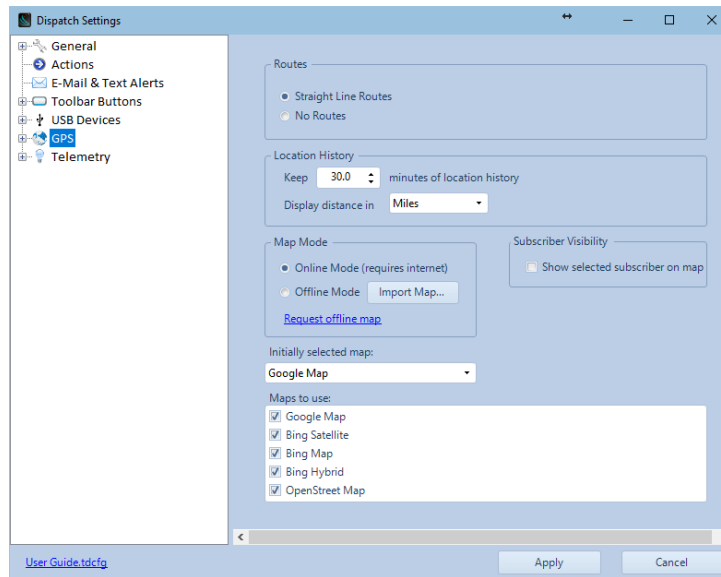 Dispatch Settings
General
Actions
E-Mail & Text Alerts
Toolbar Buttons
USB Devices
GPS
Telemetry
Routes
Straight Line Routes
No Routes
Location History
Keep 30.0 minutes of location history
Display distance in Miles
Map Mode
Online Mode (requires internet)
Offline Mode Import Map...
Request offline map
Subscriber Visibility
Show selected subscriber on map
Initially selected map:
Google Map
Maps to use:
Google Map
Bing Satellite
Bing Map
Bing Hybrid
OpenStreet Map
User Guide.tdcfg
Apply Cancel